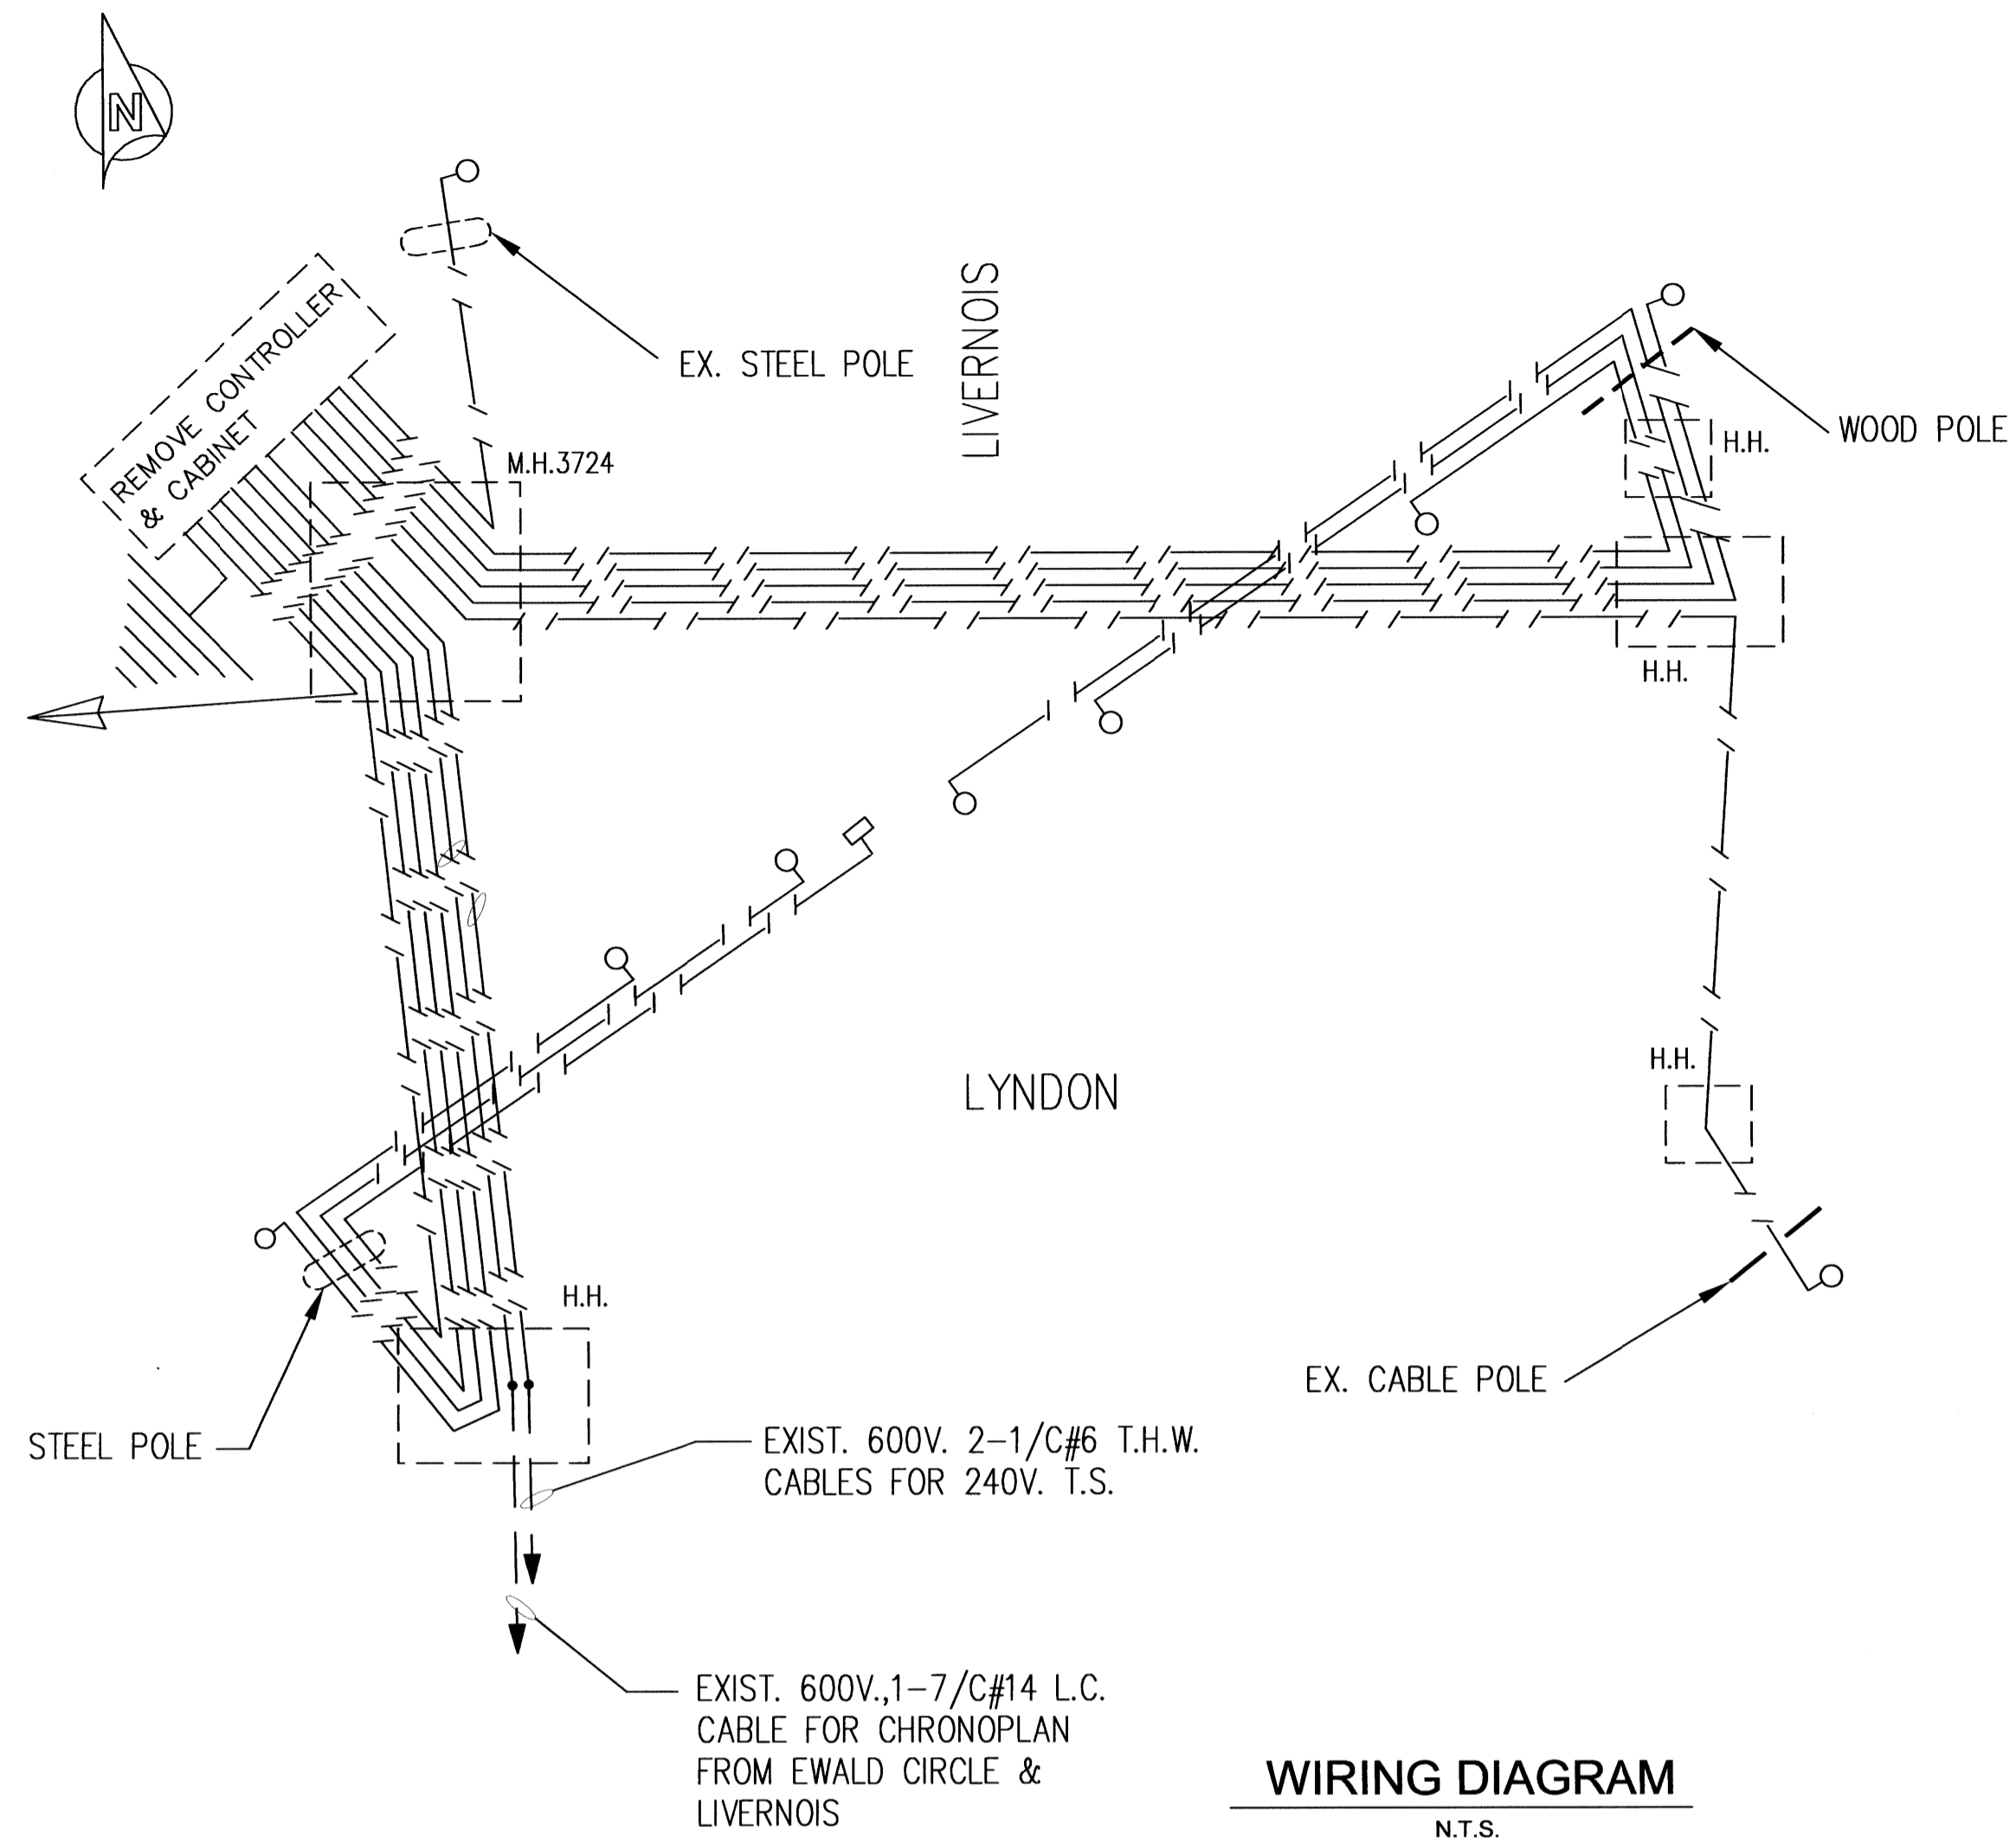 N
EX. STEEL POLE
LIVERNOIS
REMOVE CONTROLLER
& CABINET
M.H.3724
WOOD POLE
H.H.
H.H.
LYNDON
H.H.
H.H.
EX. CABLE POLE
STEEL POLE
EXIST. 600V. 2-1/C#6 T.H.W.
CABLES FOR 240V. T.S.
EXIST. 600V.,1-7/C#14 L.C.
CABLE FOR CHRONOPLAN
FROM EWALD CIRCLE &
LIVERNOIS
WIRING DIAGRAM
N.T.S.